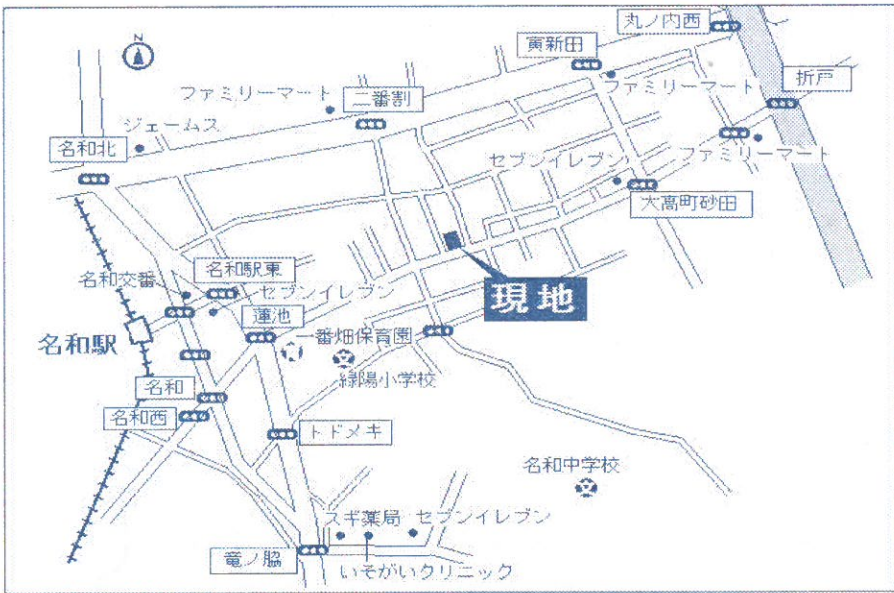 丸ノ内西
寅新田
N
折戸
ファミリーマート
ファミリーマート
二番割
ジェームス
名和北
セブンイレブン
ファミリーマート
大高町砂田
名和駅東
名和交番
セブンイレブン
現地
蓮池
名和駅
一番畑保育園
文
緑陽小学校
名和
名和西
トドメキ
名和中学校
文
スギ薬局
セブンイレブン
竜ノ脇
いそがいクリニック